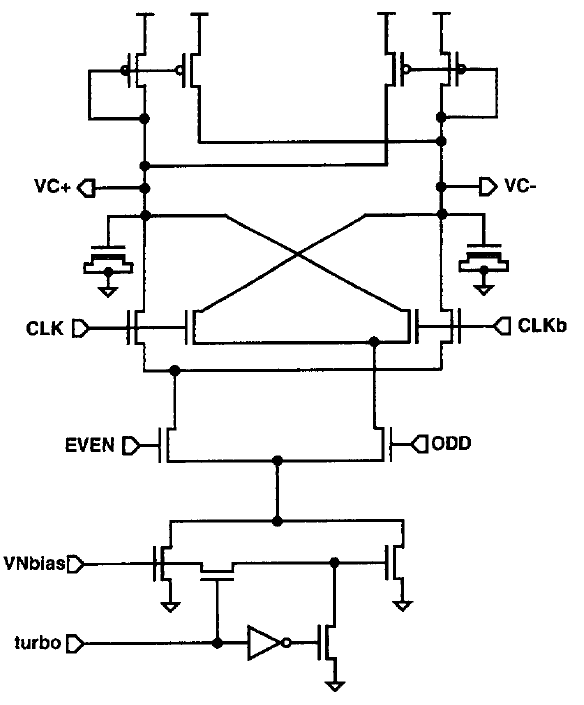 VC+
VC-
CLK
CLKb
EVEN
ODD
VNbias
turbo